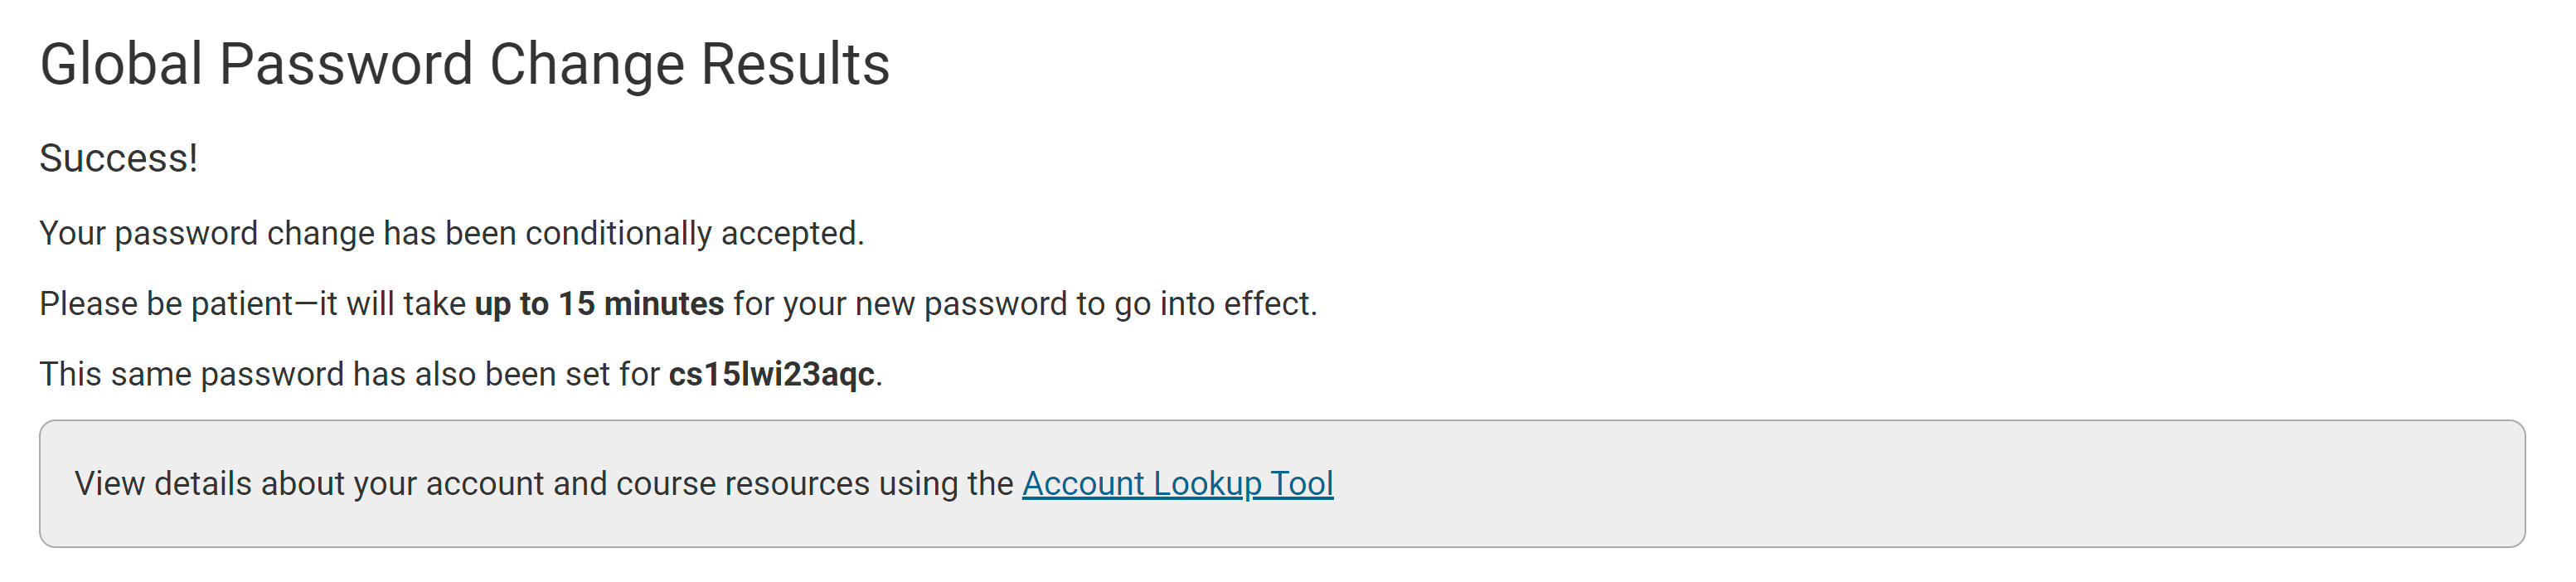 Global Password Change Results
Success!
Your password change has been conditionally accepted.
Please be patient—it will take up to 15 minutes for your new password to go into effect.
This same password has also been set for cs15lwi23aqc.
View details about your account and course resources using the Account Lookup Tool